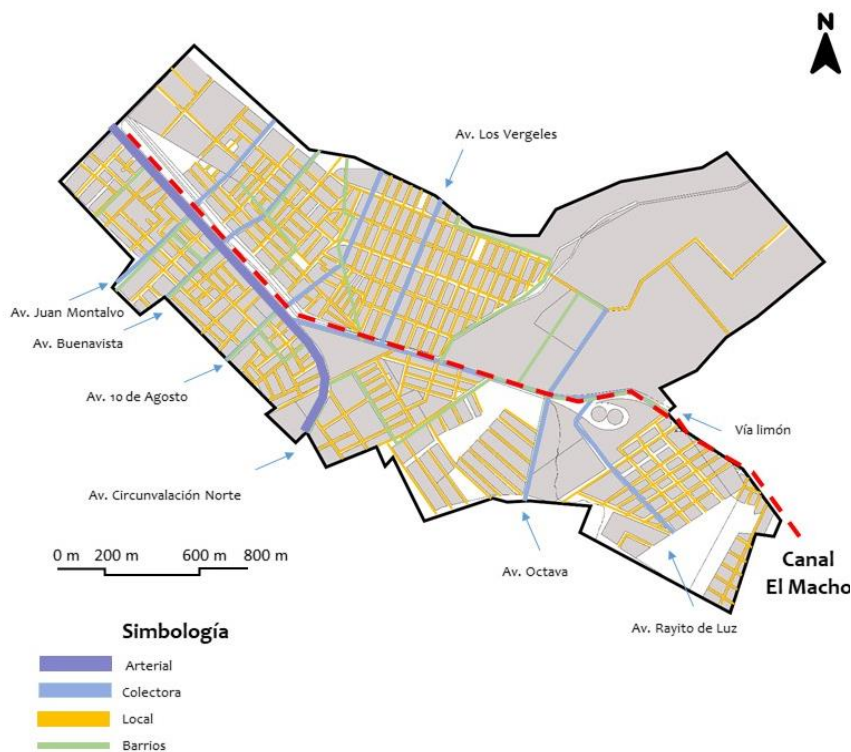 N
Av. Los Vergeles
Av. Juan Montalvo
Av. Buenavista
Av. 10 de Agosto
Vía limón
Av. Circunvalación Norte
0 m 200 m 600 m 800 m
Av. Octava
Canal
El Macho
Av. Rayito de Luz
Simbología
Arterial
Colectora
Local
Barrios